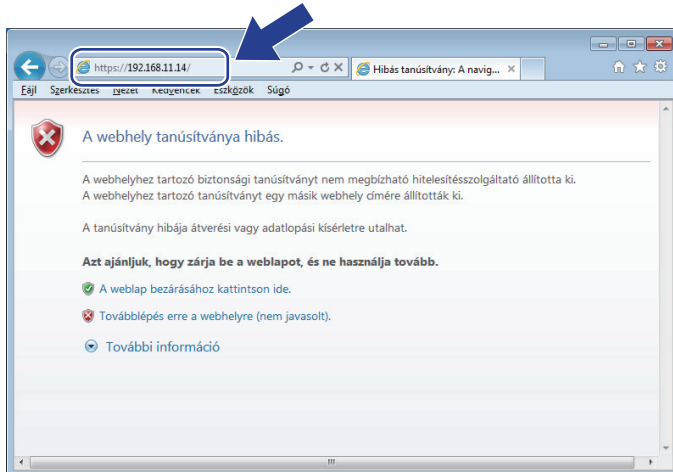 https://192.168.11.14/
Hibás tanúsítvány: A navig...
Fájl Szerkesztés Nézet Kedvencek Eszközök Súgó
A webhely tanúsítványa hibás.
A webhelyhez tartozó biztonsági tanúsítványt nem megbízható hitelesítésszolgáltató állította ki.
A webhelyhez tartozó tanúsítványt egy másik webhely címére állították ki.
A tanúsítvány hibája átverési vagy adatlopási kísérletre utalhat.
Azt ajánljuk, hogy zárja be a weblapot, és ne használja tovább.
A weblap bezárásához kattintson ide.
Továbblépés erre a webhelyre (nem javasolt).
További információ